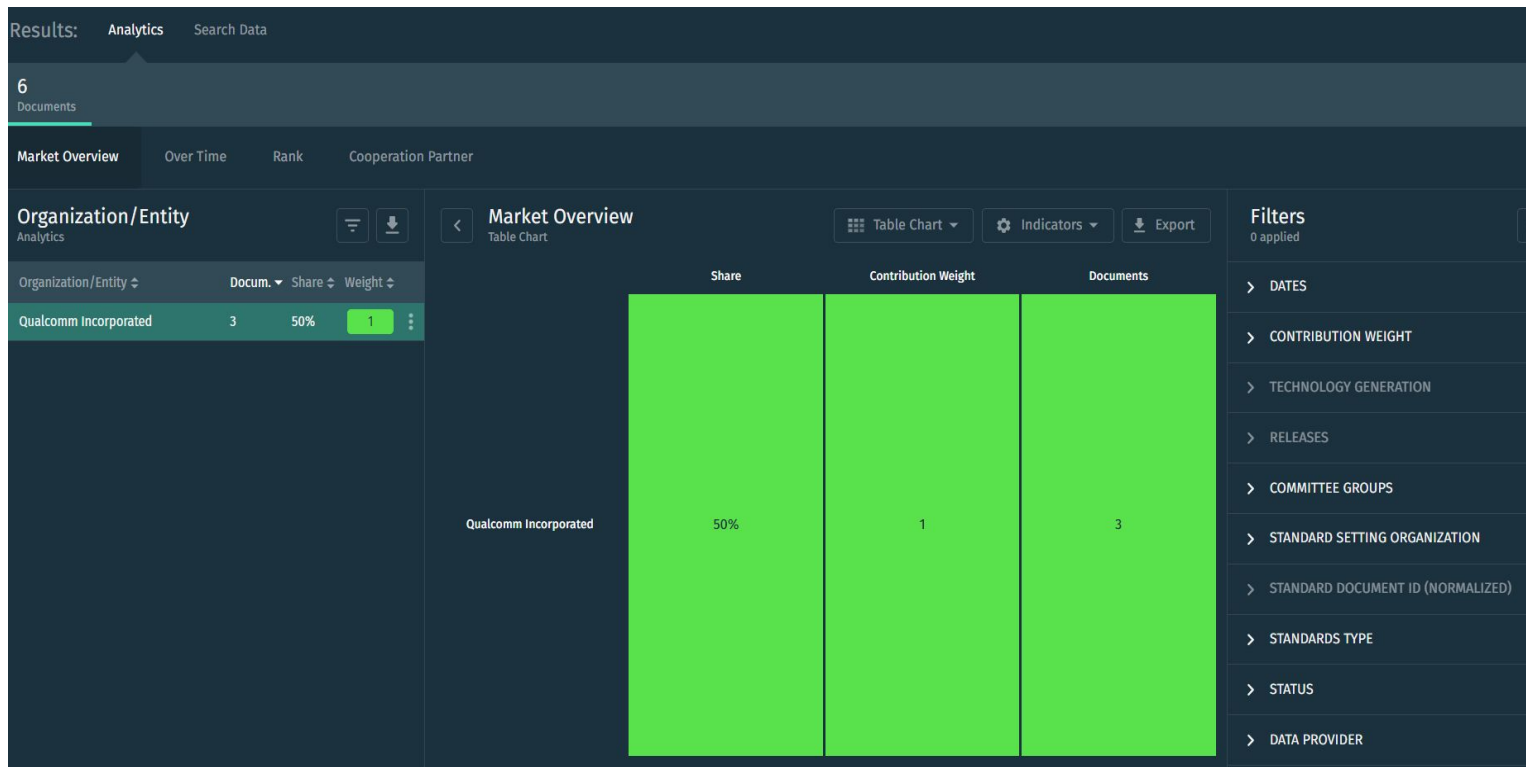 Results: Analytics Search Data
6
Documents
Market Overview Over Time Rank Cooperation Partner
Organization/Entity
Analytics
Organization/Entity Docum. Share Weight
Qualcomm Incorporated 3 50% 1
Market Overview
Table Chart
Table Chart Indicators Export
Share Contribution Weight Documents
Qualcomm Incorporated 50% 1 3
Filters
0 applied
DATES
CONTRIBUTION WEIGHT
TECHNOLOGY GENERATION
RELEASES
COMMITTEE GROUPS
STANDARD SETTING ORGANIZATION
STANDARD DOCUMENT ID (NORMALIZED)
STANDARDS TYPE
STATUS
DATA PROVIDER